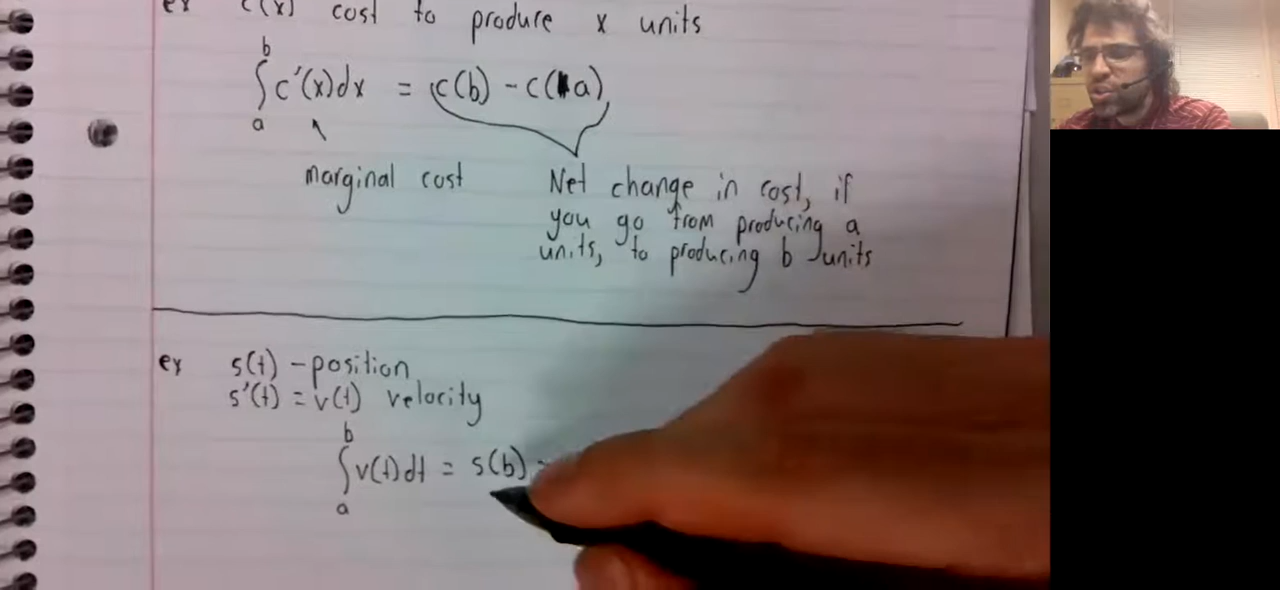 ex c(x) cost to produre x units
b
∫c'(x)dx = c(b) - c(a)
a
marginal cost
Net change in cost, if
you go from producing a
units, to producing b units
ex s(t) - position
s'(t) = v(t) velocity
b
∫v(t)dt = s(b) -
a